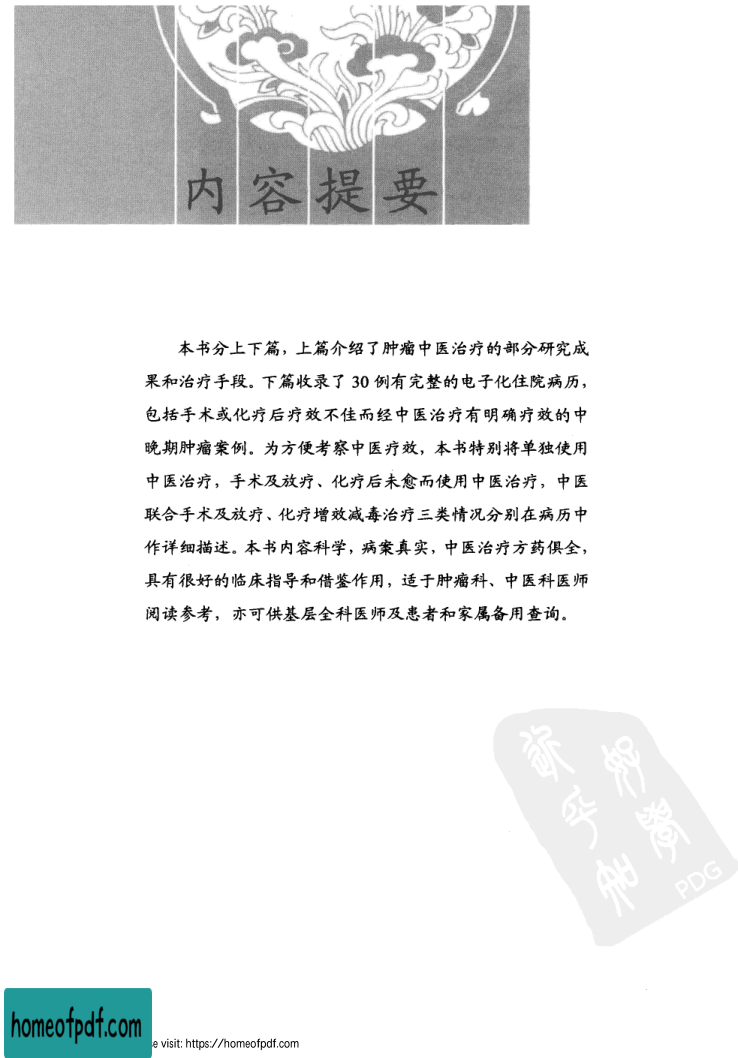 内容提要
本书分上下篇，上篇介绍了肿瘤中医治疗的部分研究成
果和治疗手段。下篇收录了 30 例有完整的电子化住院病历，
包括手术或化疗后疗效不佳而经中医治疗有明确疗效的中
晚期肿瘤案例。为方便考察中医疗效，本书特别将单独使用
中医治疗，手术及放疗、化疗后未愈而使用中医治疗，中医
联合手术及放疗、化疗增效减毒治疗三类情况分别在病历中
作详细描述。本书内容科学，病案真实，中医治疗方药俱全，
具有很好的临床指导和借鉴作用，适于肿瘤科、中医科医师
阅读参考，亦可供基层全科医师及患者和家属备用查询。
好學
PDG
homeofpdf.com
e visit: https://homeofpdf.com